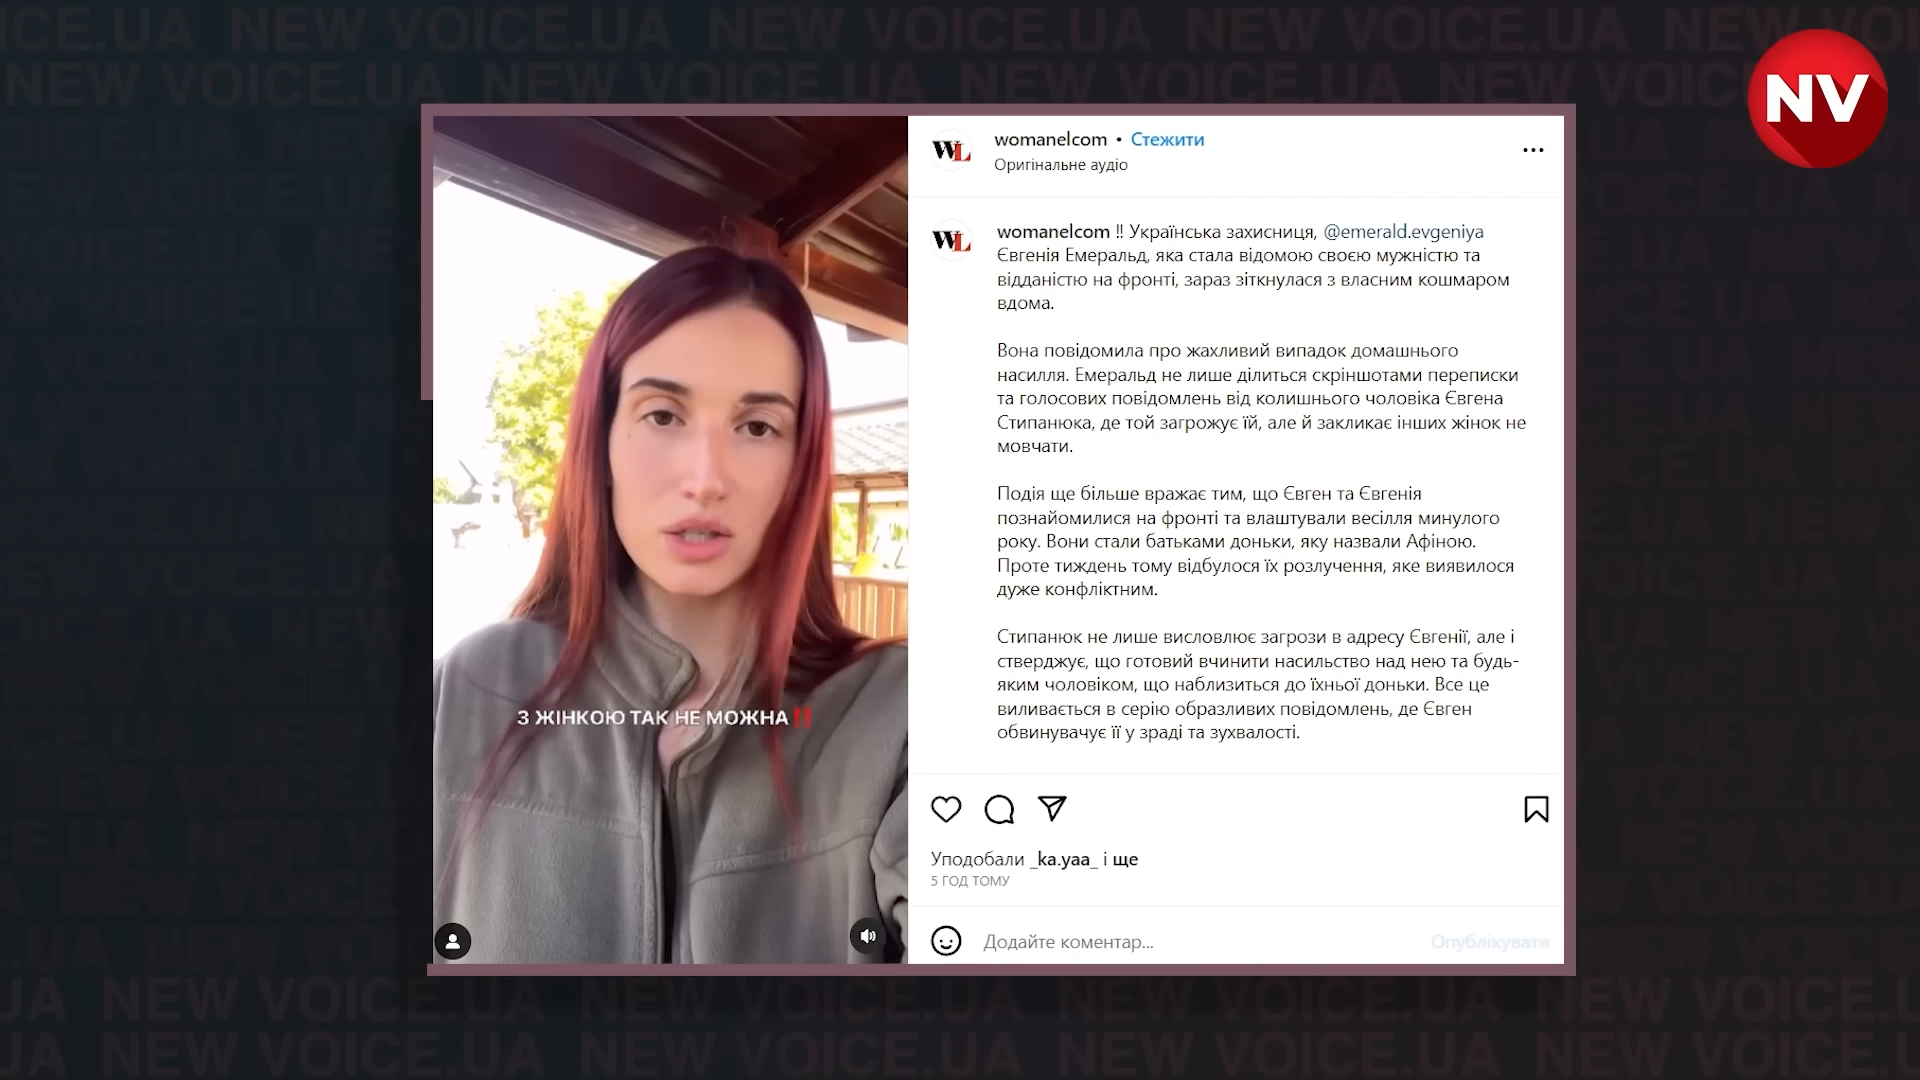 NEW VOICE.UA NEW VOICE.UA NEW VOICE.UA
NV
womanelcom • Стежити
Оригінальне аудіо
womanelcom ‼ Українська захисниця, @emerald.evgeniya
Євгенія Емеральд, яка стала відомою своєю мужністю та
відданістю на фронті, зараз зіткнулася з власним кошмаром
вдома.
Вона повідомила про жахливий випадок домашнього
насилля. Емеральд не лише ділиться скріншотами переписки
та голосових повідомлень від колишнього чоловіка Євгена
Стипанюка, де той загрожує їй, але й закликає інших жінок не
мовчати.
Подія ще більше вражає тим, що Євген та Євгенія
познайомилися на фронті та влаштували весілля минулого
року. Вони стали батьками доньки, яку назвали Афіною.
Проте тиждень тому відбулося їх розлучення, яке виявилося
дуже конфліктним.
Стипанюк не лише висловлює загрози в адресу Євгенії, але і
стверджує, що готовий вчинити насильство над нею та будь-
яким чоловіком, що наблизиться до їхньої доньки. Все це
виливається в серію образливих повідомлень, де Євген
обвинувачує її у зраді та зухвалості.
З ЖІНКОЮ ТАК НЕ МОЖНА‼
Уподобали _ka.yaa_ і ще
5 ГОД ТОМУ
Додайте коментар...
Опублікувати